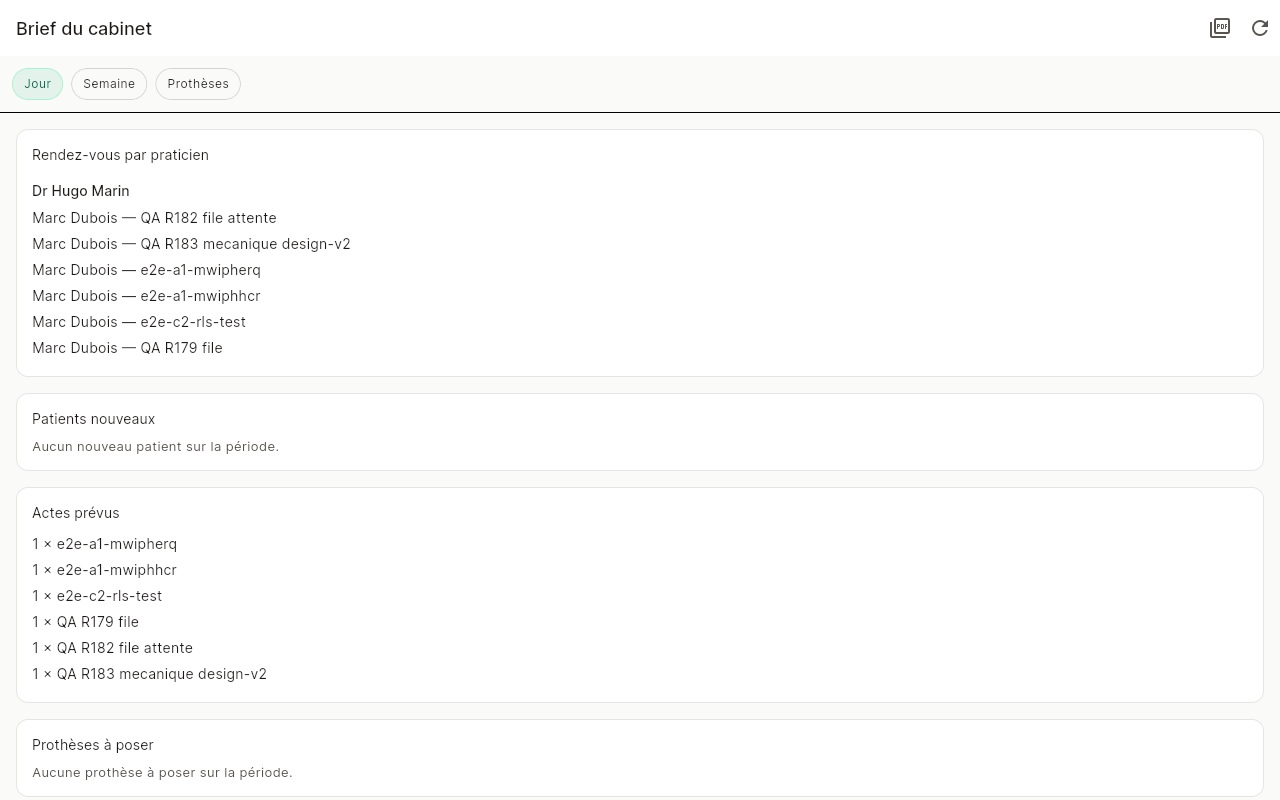 Brief du cabinet
PDF
Jour
Semaine
Prothèses
Rendez-vous par praticien
Dr Hugo Marin
Marc Dubois — QA R182 file attente
Marc Dubois — QA R183 mecanique design-v2
Marc Dubois — e2e-a1-mwipherq
Marc Dubois — e2e-a1-mwiphhcr
Marc Dubois — e2e-c2-rls-test
Marc Dubois — QA R179 file
Patients nouveaux
Aucun nouveau patient sur la période.
Actes prévus
1 × e2e-a1-mwipherq
1 × e2e-a1-mwiphhcr
1 × e2e-c2-rls-test
1 × QA R179 file
1 × QA R182 file attente
1 × QA R183 mecanique design-v2
Prothèses à poser
Aucune prothèse à poser sur la période.